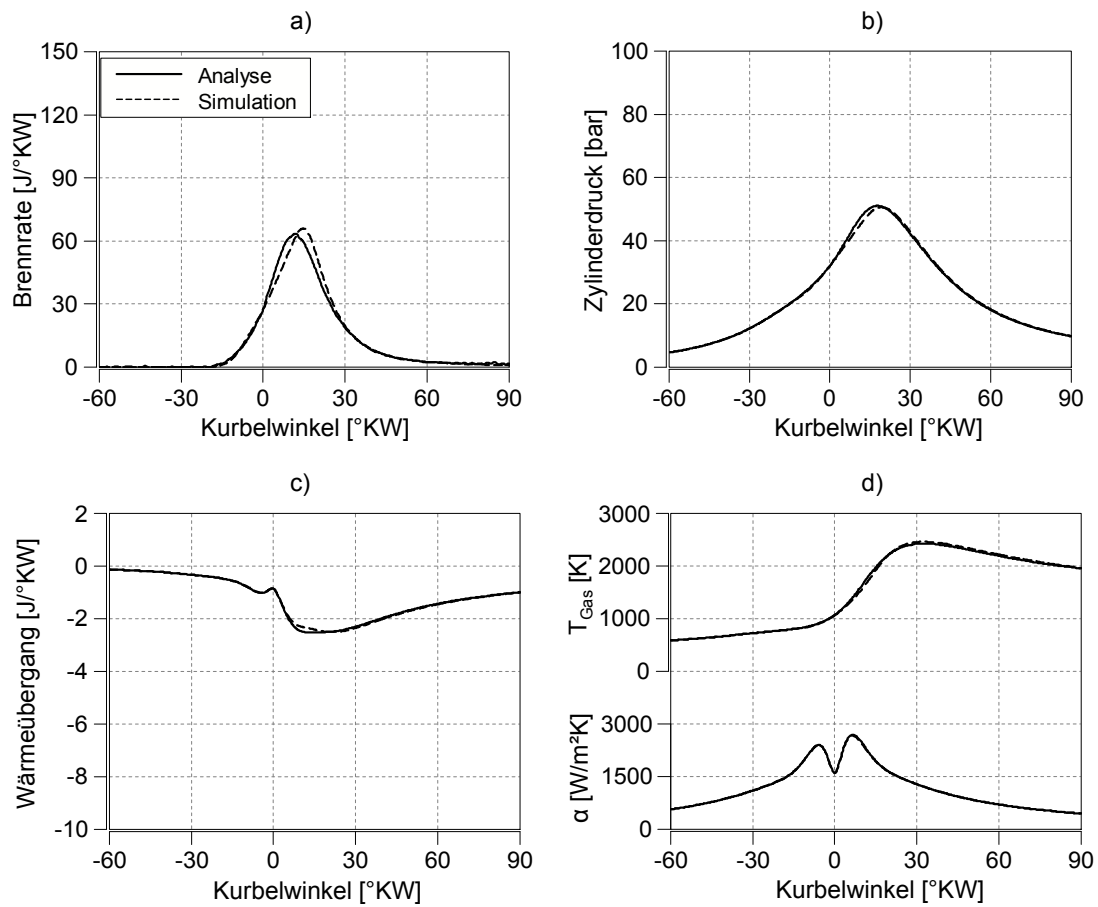 a)
150
120
90
60
30
0
Brennrate [J/°KW]
Analyse
Simulation
-60 -30 0 30 60 90
Kurbelwinkel [°KW]
b)
100
80
60
40
20
0
Zylinderdruck [bar]
-60 -30 0 30 60 90
Kurbelwinkel [°KW]
c)
2
0
-2
-4
-6
-8
-10
Wärmeübergang [J/°KW]
-60 -30 0 30 60 90
Kurbelwinkel [°KW]
d)
3000
2000
1000
0
T_Gas [K]
3000
1500
0
α [W/m²K]
-60 -30 0 30 60 90
Kurbelwinkel [°KW]